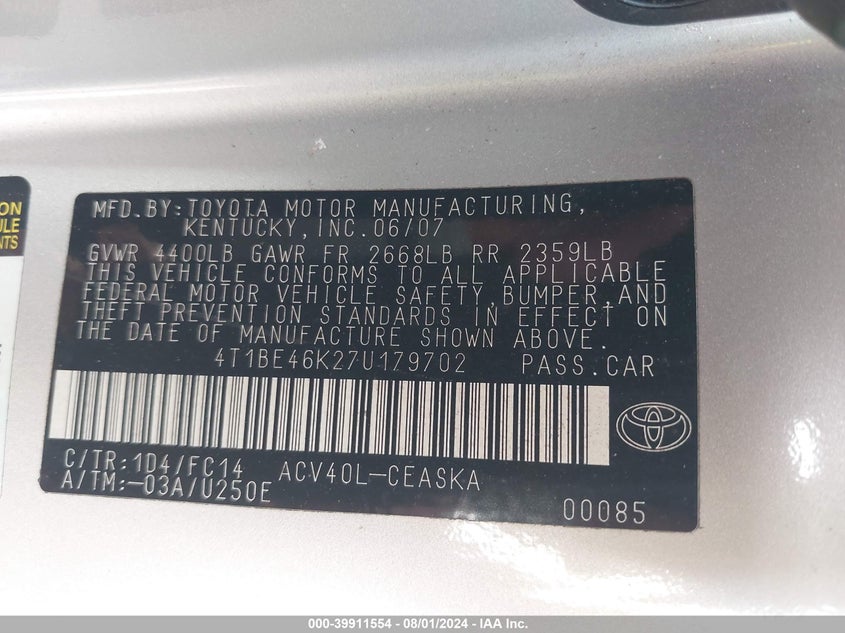 ION
ULE
NTS
MFD.BY:TOYOTA MOTOR MANUFACTURING,
KENTUCKY,INC.06/07
GVWR 4400LB GAWR FR 2668LB RR 2359LB
THIS VEHICLE CONFORMS TO ALL APPLICABLE
FEDERAL MOTOR VEHICLE SAFETY,BUMPER,AND
THEFT PREVENTION STANDARDS IN EFFECT ON
THE DATE OF MANUFACTURE SHOWN ABOVE.
4T1BE46K27U179702 PASS.CAR
C/TR:1D4/FC14 ACV40L-CEASKA
A/TM:-03A/U250E
00085
000-39911554 - 08/01/2024 - IAA Inc.